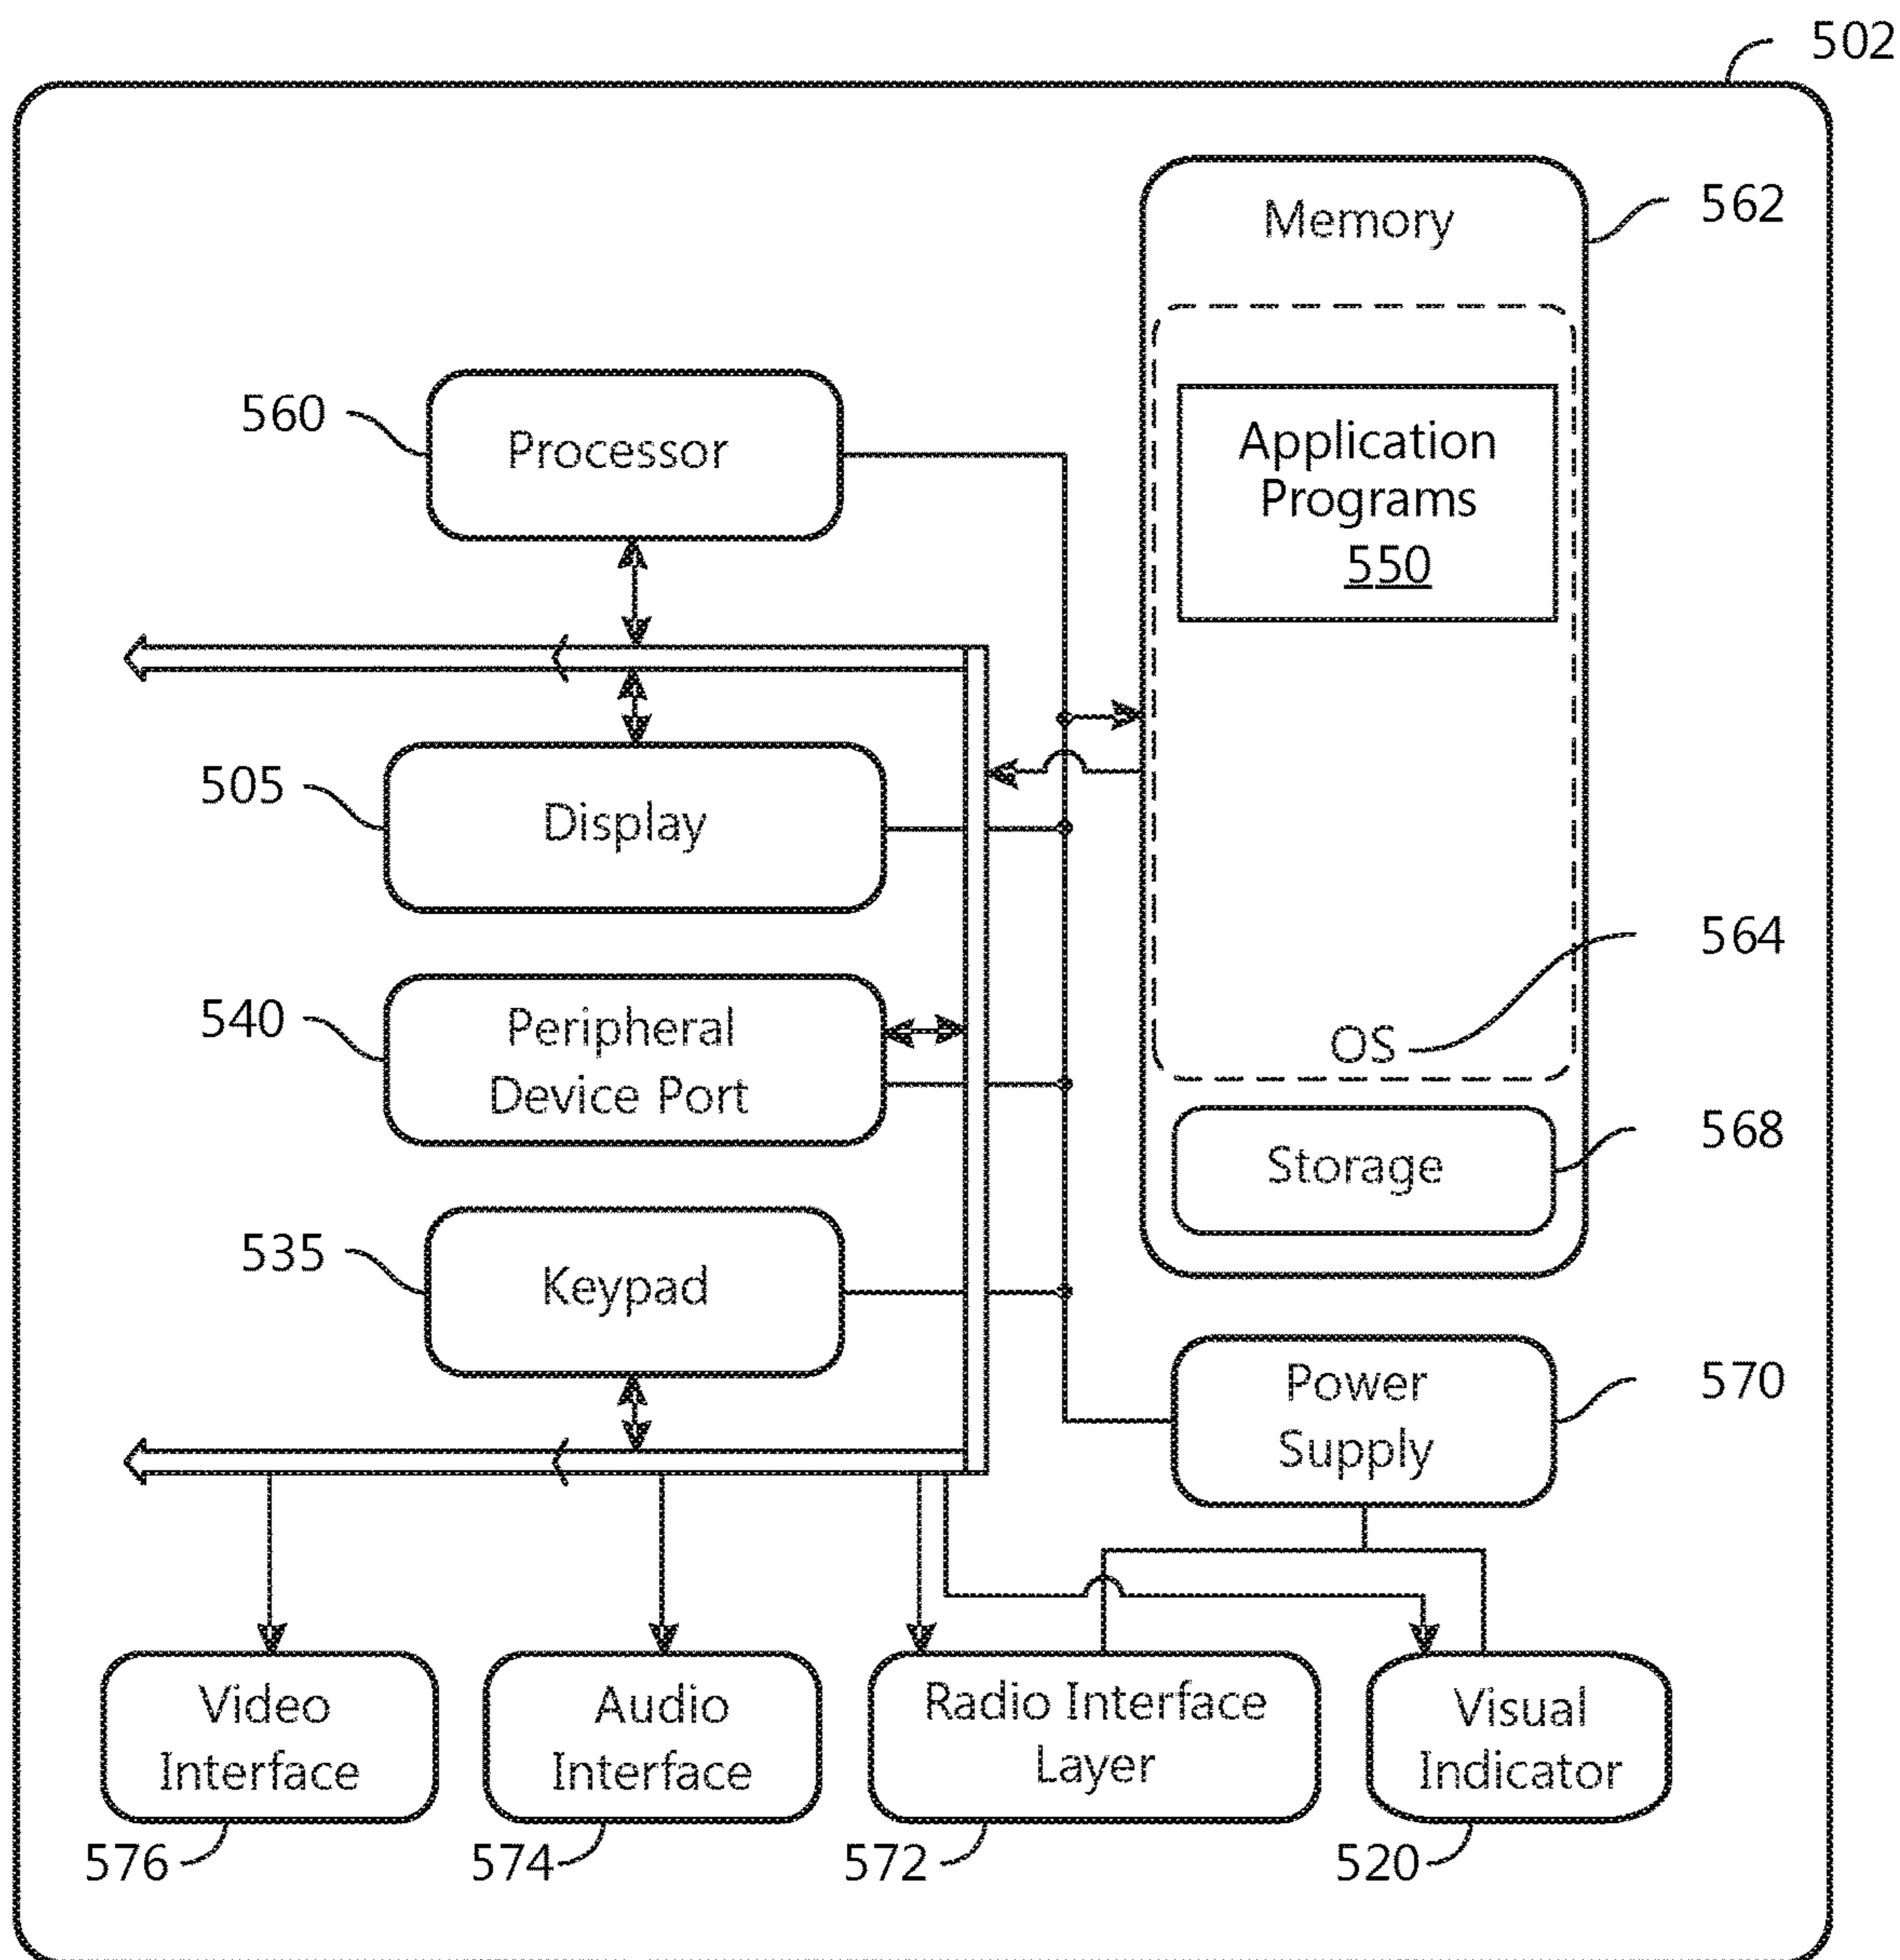 502
Memory
562
Application
Programs
550
560
Processor
505
Display
564
OS
540
Peripheral
Device Port
568
Storage
535
Keypad
Power
Supply
570
Video
Interface
Audio
Interface
Radio Interface
Layer
Visual
Indicator
576
574
572
520